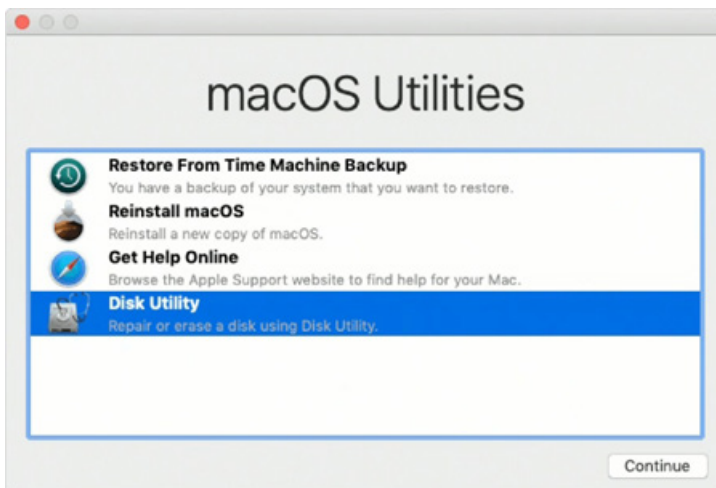 macOS Utilities
Restore From Time Machine Backup
You have a backup of your system that you want to restore.
Reinstall macOS
Reinstall a new copy of macOS.
Get Help Online
Browse the Apple Support website to find help for your Mac.
Disk Utility
Repair or erase a disk using Disk Utility.
Continue